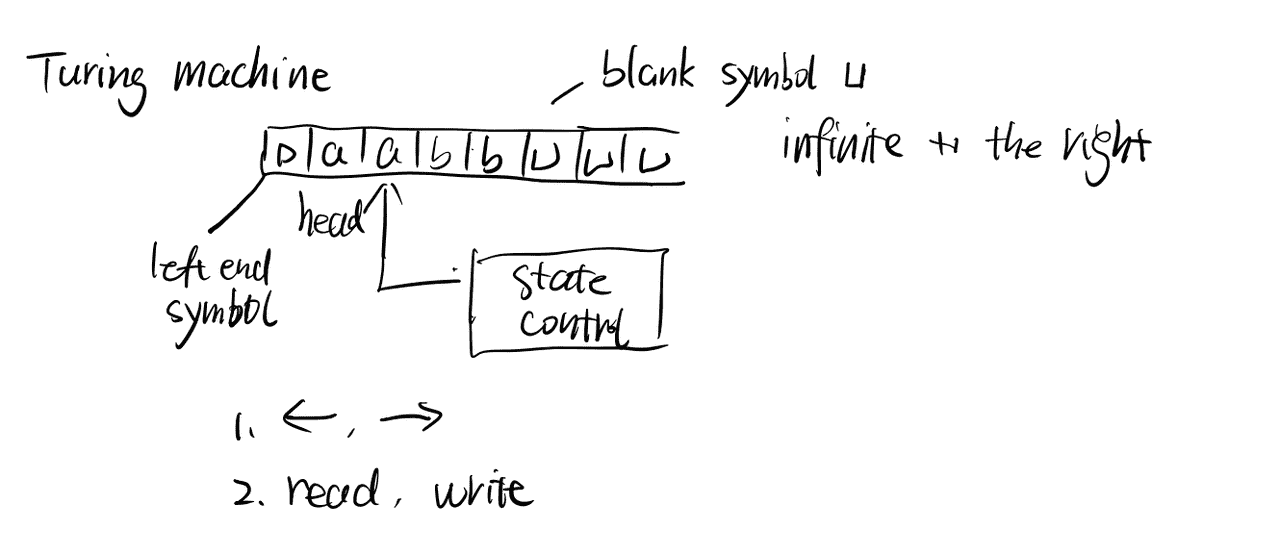 Turing machine
blank symbol ⊔
infinite to the right
▷ a a b b ⊔ ⊔ ⊔
head
left end
symbol
state
control
1. ←, →
2. read, write